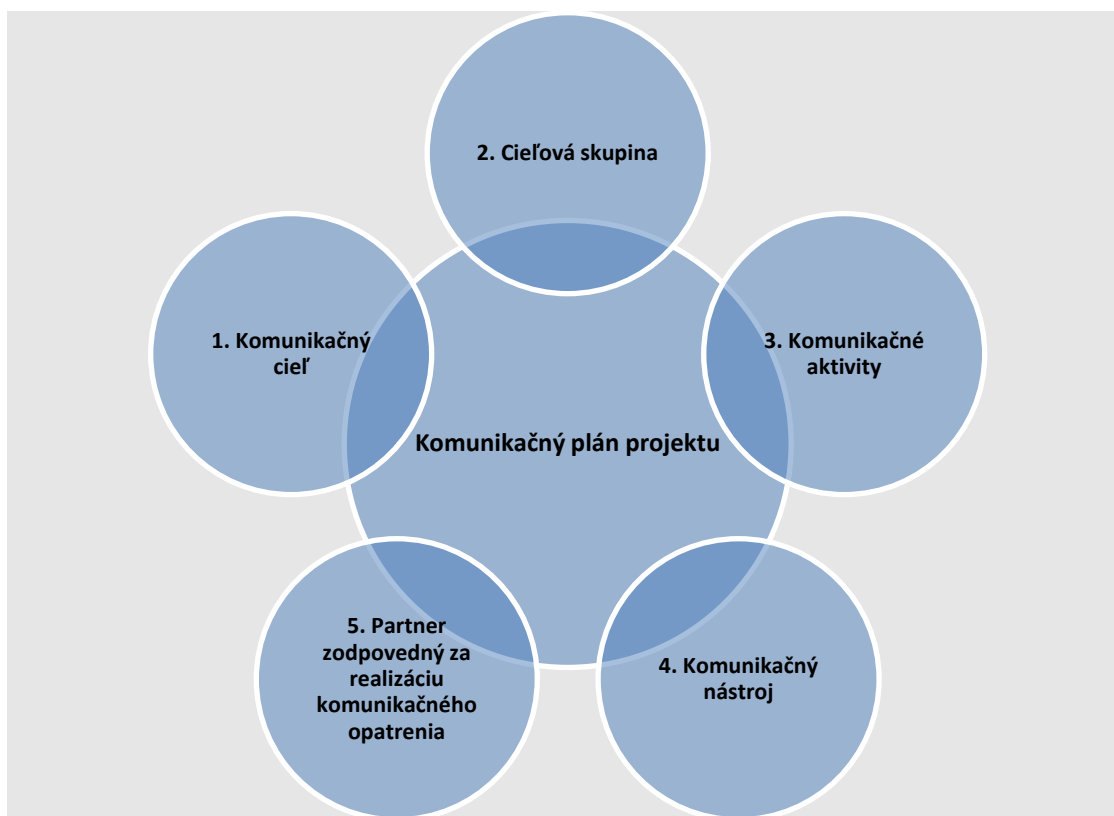 2. Cieľová skupina
1. Komunikačný
cieľ
3. Komunikačné
aktivity
Komunikačný plán projektu
5. Partner
zodpovedný za
realizáciu
komunikačného
opatrenia
4. Komunikačný
nástroj